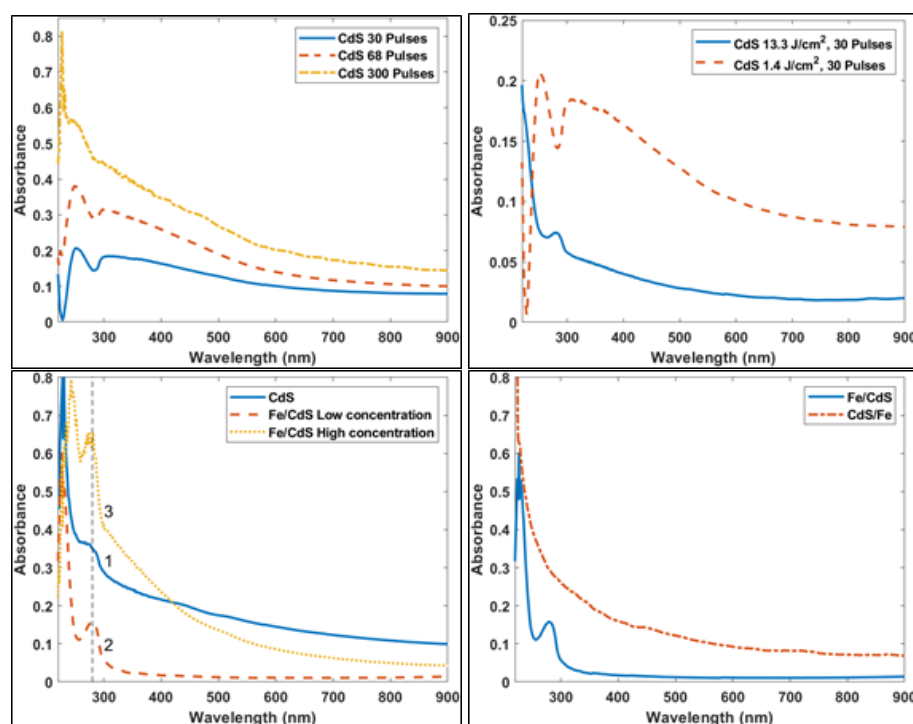 CdS 30 Pulses
CdS 68 Pulses
CdS 300 Pulses
Absorbance
0.8
0.7
0.6
0.5
0.4
0.3
0.2
0.1
0
300 400 500 600 700 800 900
Wavelength (nm)
CdS 13.3 J/cm², 30 Pulses
CdS 1.4 J/cm², 30 Pulses
Absorbance
0.25
0.2
0.15
0.1
0.05
0
300 400 500 600 700 800 900
Wavelength (nm)
CdS
Fe/CdS Low concentration
Fe/CdS High concentration
Absorbance
0.8
0.7
0.6
0.5
0.4
0.3
0.2
0.1
0
3
1
2
300 400 500 600 700 800 900
Wavelength (nm)
Fe/CdS
CdS/Fe
Absorbance
0.8
0.7
0.6
0.5
0.4
0.3
0.2
0.1
0
300 400 500 600 700 800 900
Wavelength (nm)